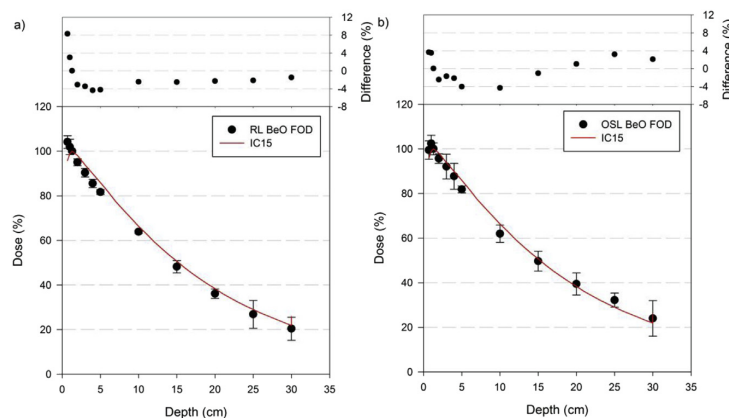 a)
12
8
4
0
-4
-8
Difference (%)
120
100
80
60
40
20
0
Dose (%)
RL BeO FOD
IC15
0 5 10 15 20 25 30 35
Depth (cm)
b)
12
8
4
0
-4
-8
Difference (%)
120
100
80
60
40
20
0
Dose (%)
OSL BeO FOD
IC15
0 5 10 15 20 25 30 35
Depth (cm)